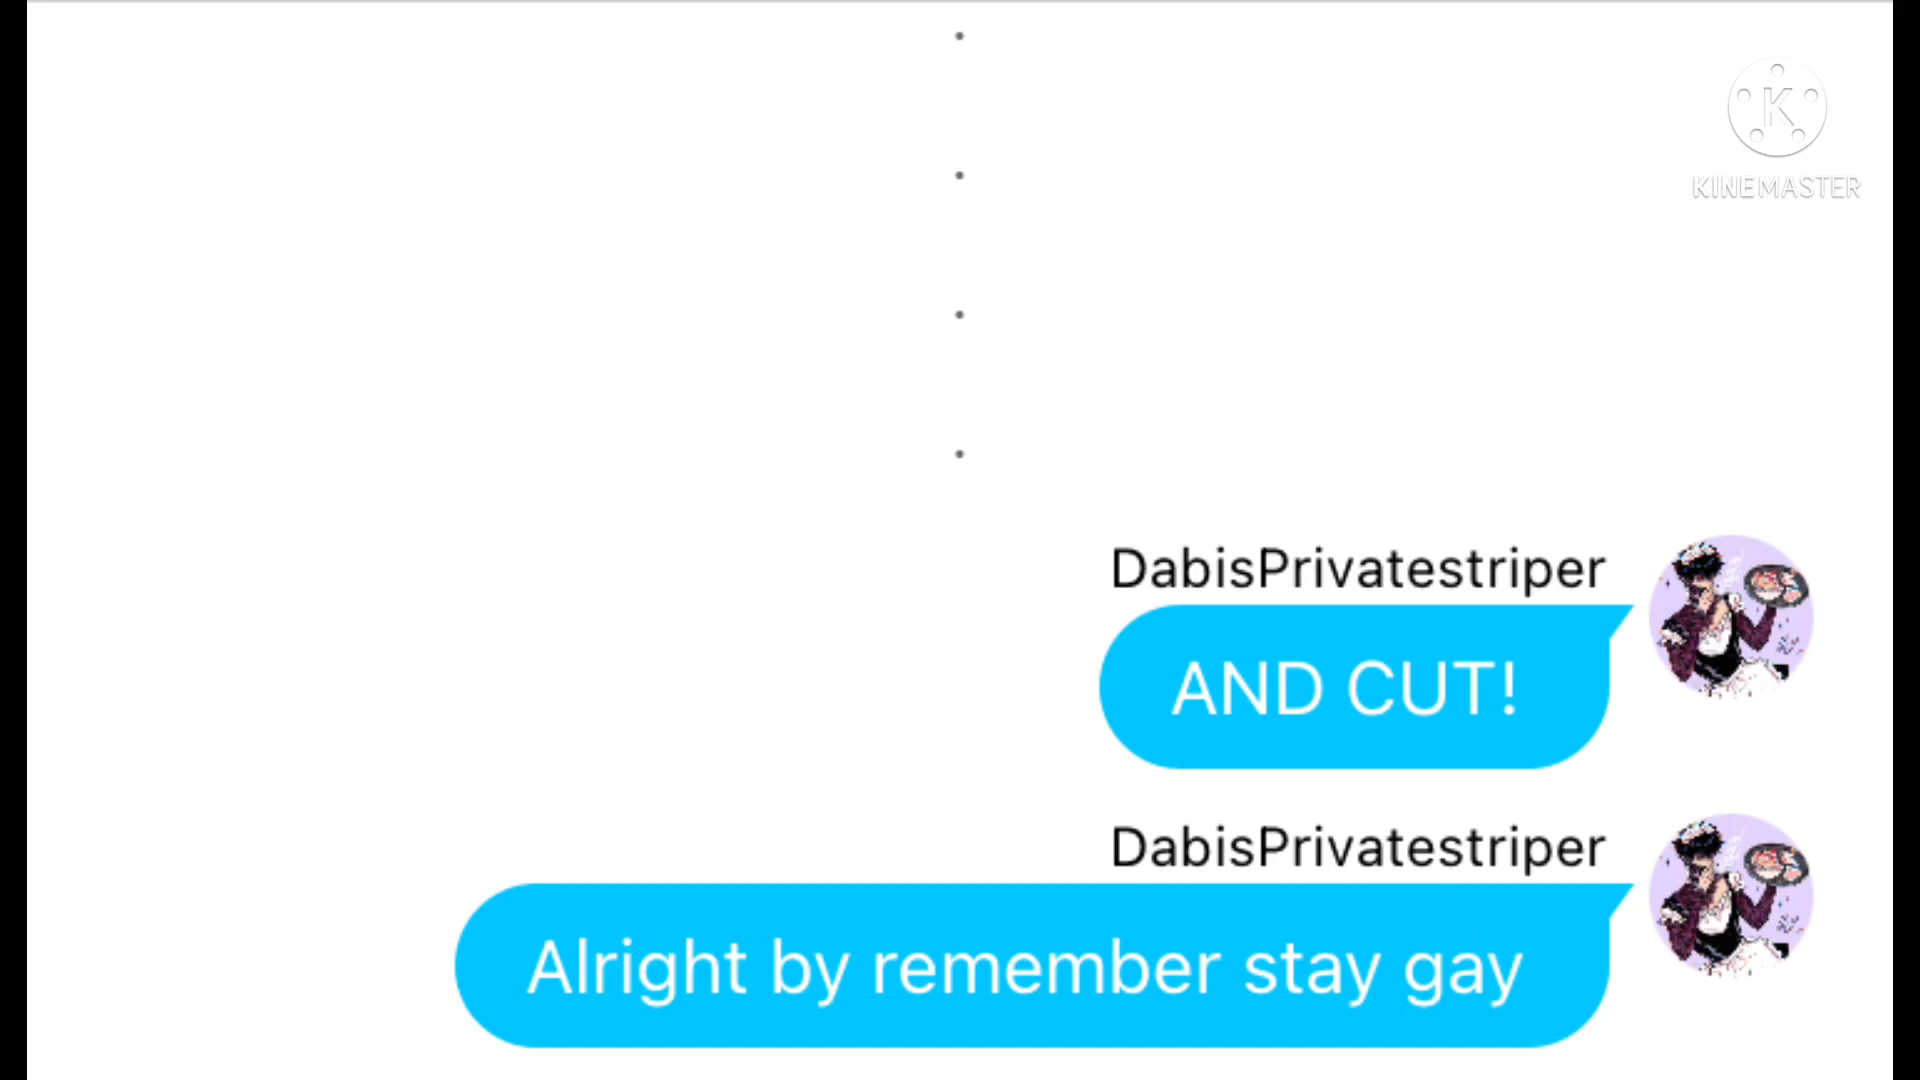 K
KINEMASTER
DabisPrivatestriper
AND CUT!
DabisPrivatestriper
Alright by remember stay gay